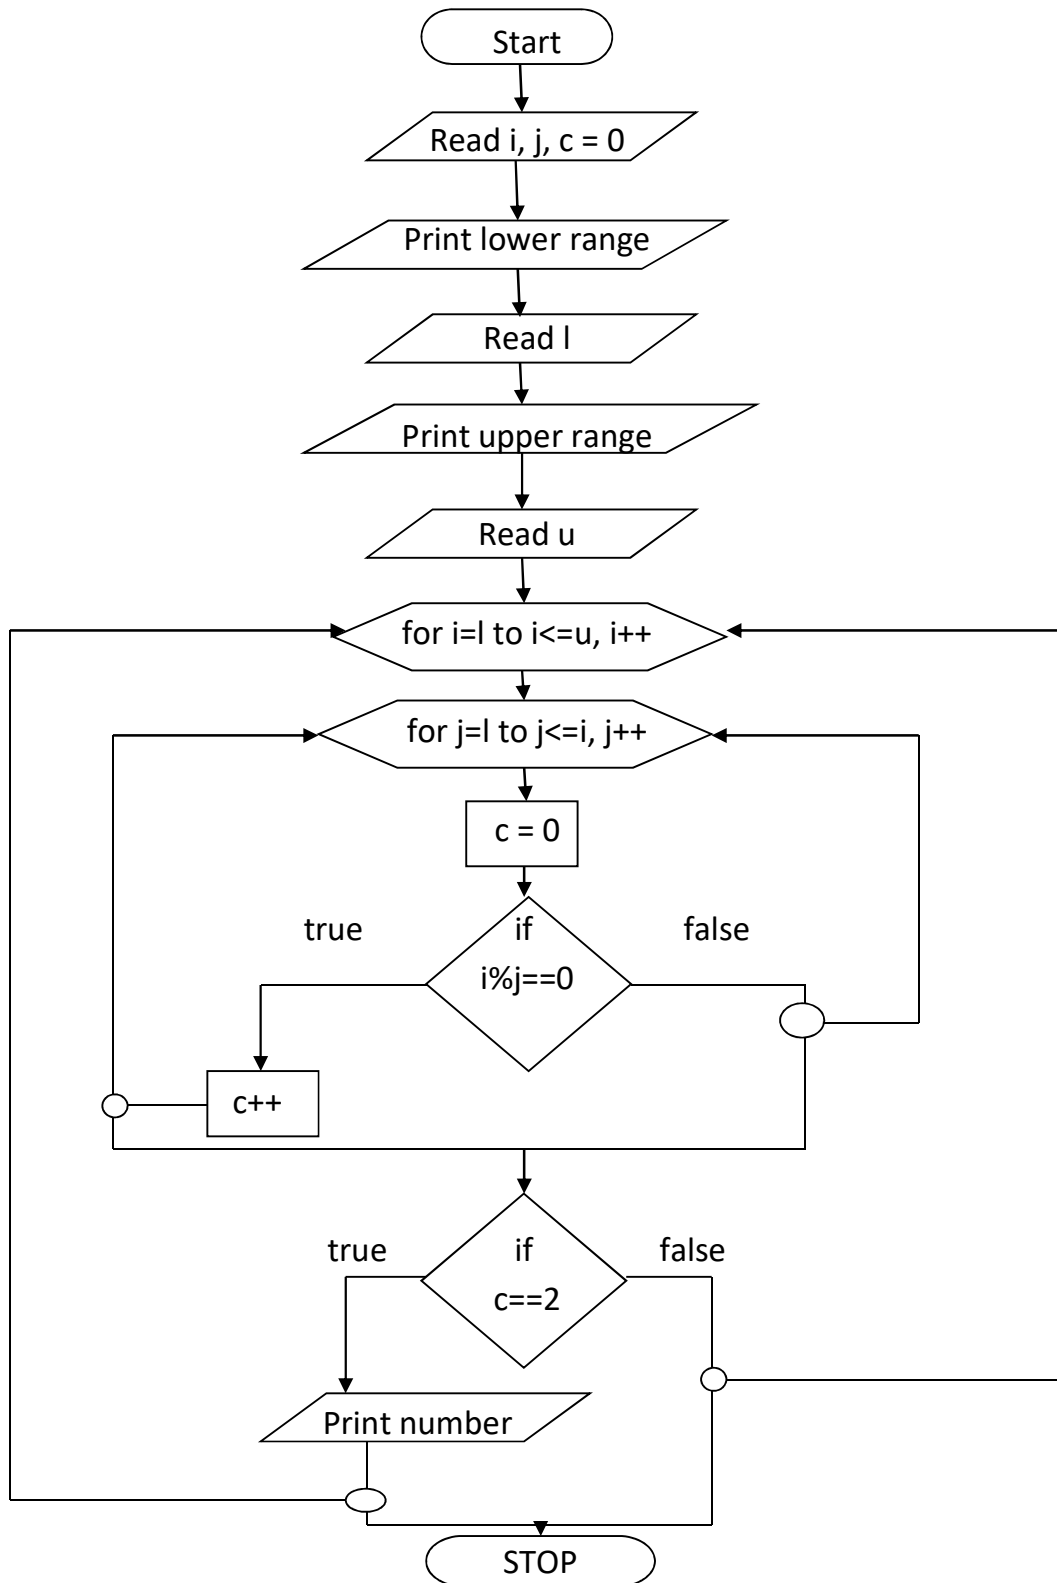 Start
Read i, j, c = 0
Print lower range
Read l
Print upper range
Read u
for i=l to i<=u, i++
for j=l to j<=i, j++
c = 0
true
if
false
i%j==0
c++
true
if
false
c==2
Print number
STOP